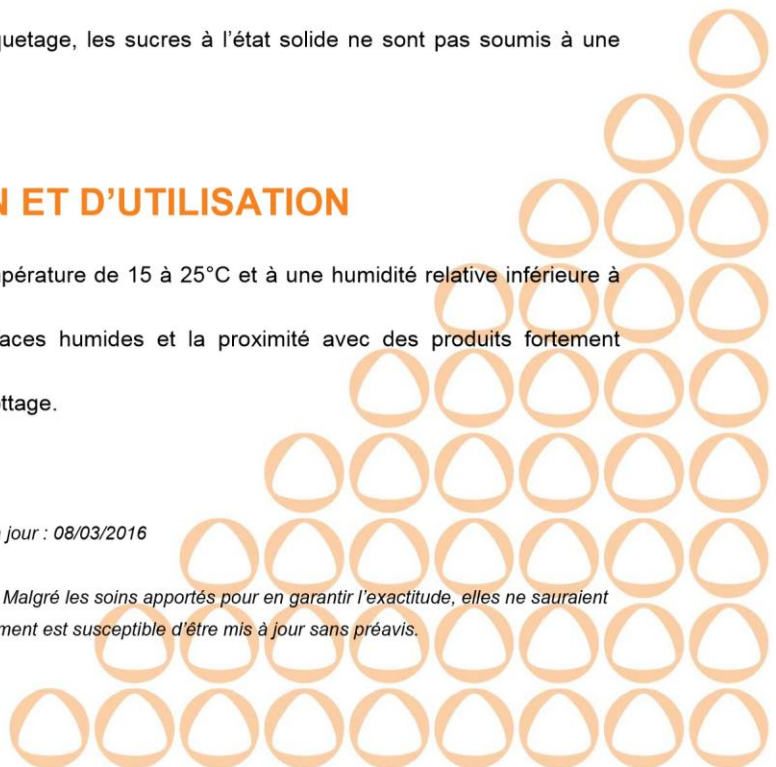 quetage, les sucres à l'état solide ne sont pas soumis à une
N ET D'UTILISATION
pérature de 15 à 25°C et à une humidité relative inférieure à
faces humides et la proximité avec des produits fortement
ttage.
jour : 08/03/2016
Malgré les soins apportés pour en garantir l'exactitude, elles ne sauraient
ment est susceptible d'être mis à jour sans préavis.